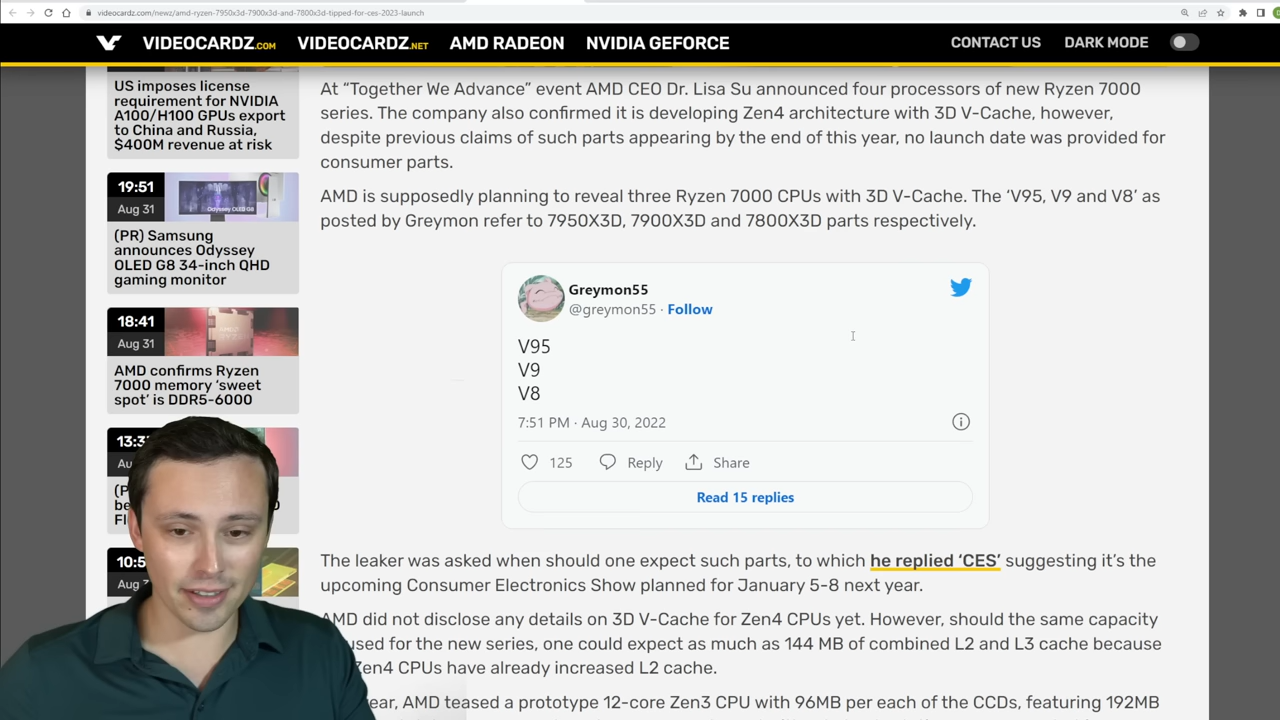 videocardz.com/newz/amd-ryzen-7950x3d-7900x3d-and-7800x3d-tipped-for-ces-2023-launch
VIDEOCARDZ.COM VIDEOCARDZ.NET AMD RADEON NVIDIA GEFORCE CONTACT US DARK MODE
US imposes license
requirement for NVIDIA
A100/H100 GPUs export
to China and Russia,
$400M revenue at risk
19:51
Aug 31
(PR) Samsung
announces Odyssey
OLED G8 34-inch QHD
gaming monitor
18:41
Aug 31
AMD confirms Ryzen
7000 memory ‘sweet
spot’ is DDR5-6000
At “Together We Advance” event AMD CEO Dr. Lisa Su announced four processors of new Ryzen 7000
series. The company also confirmed it is developing Zen4 architecture with 3D V-Cache, however,
despite previous claims of such parts appearing by the end of this year, no launch date was provided for
consumer parts.
AMD is supposedly planning to reveal three Ryzen 7000 CPUs with 3D V-Cache. The ‘V95, V9 and V8’ as
posted by Greymon refer to 7950X3D, 7900X3D and 7800X3D parts respectively.
Greymon55
@greymon55 · Follow
V95
V9
V8
7:51 PM · Aug 30, 2022
125 Reply Share
Read 15 replies
The leaker was asked when should one expect such parts, to which he replied ‘CES’ suggesting it’s the
upcoming Consumer Electronics Show planned for January 5-8 next year.
AMD did not disclose any details on 3D V-Cache for Zen4 CPUs yet. However, should the same capacity
used for the new series, one could expect as much as 144 MB of combined L2 and L3 cache because
Zen4 CPUs have already increased L2 cache.
year, AMD teased a prototype 12-core Zen3 CPU with 96MB per each of the CCDs, featuring 192MB